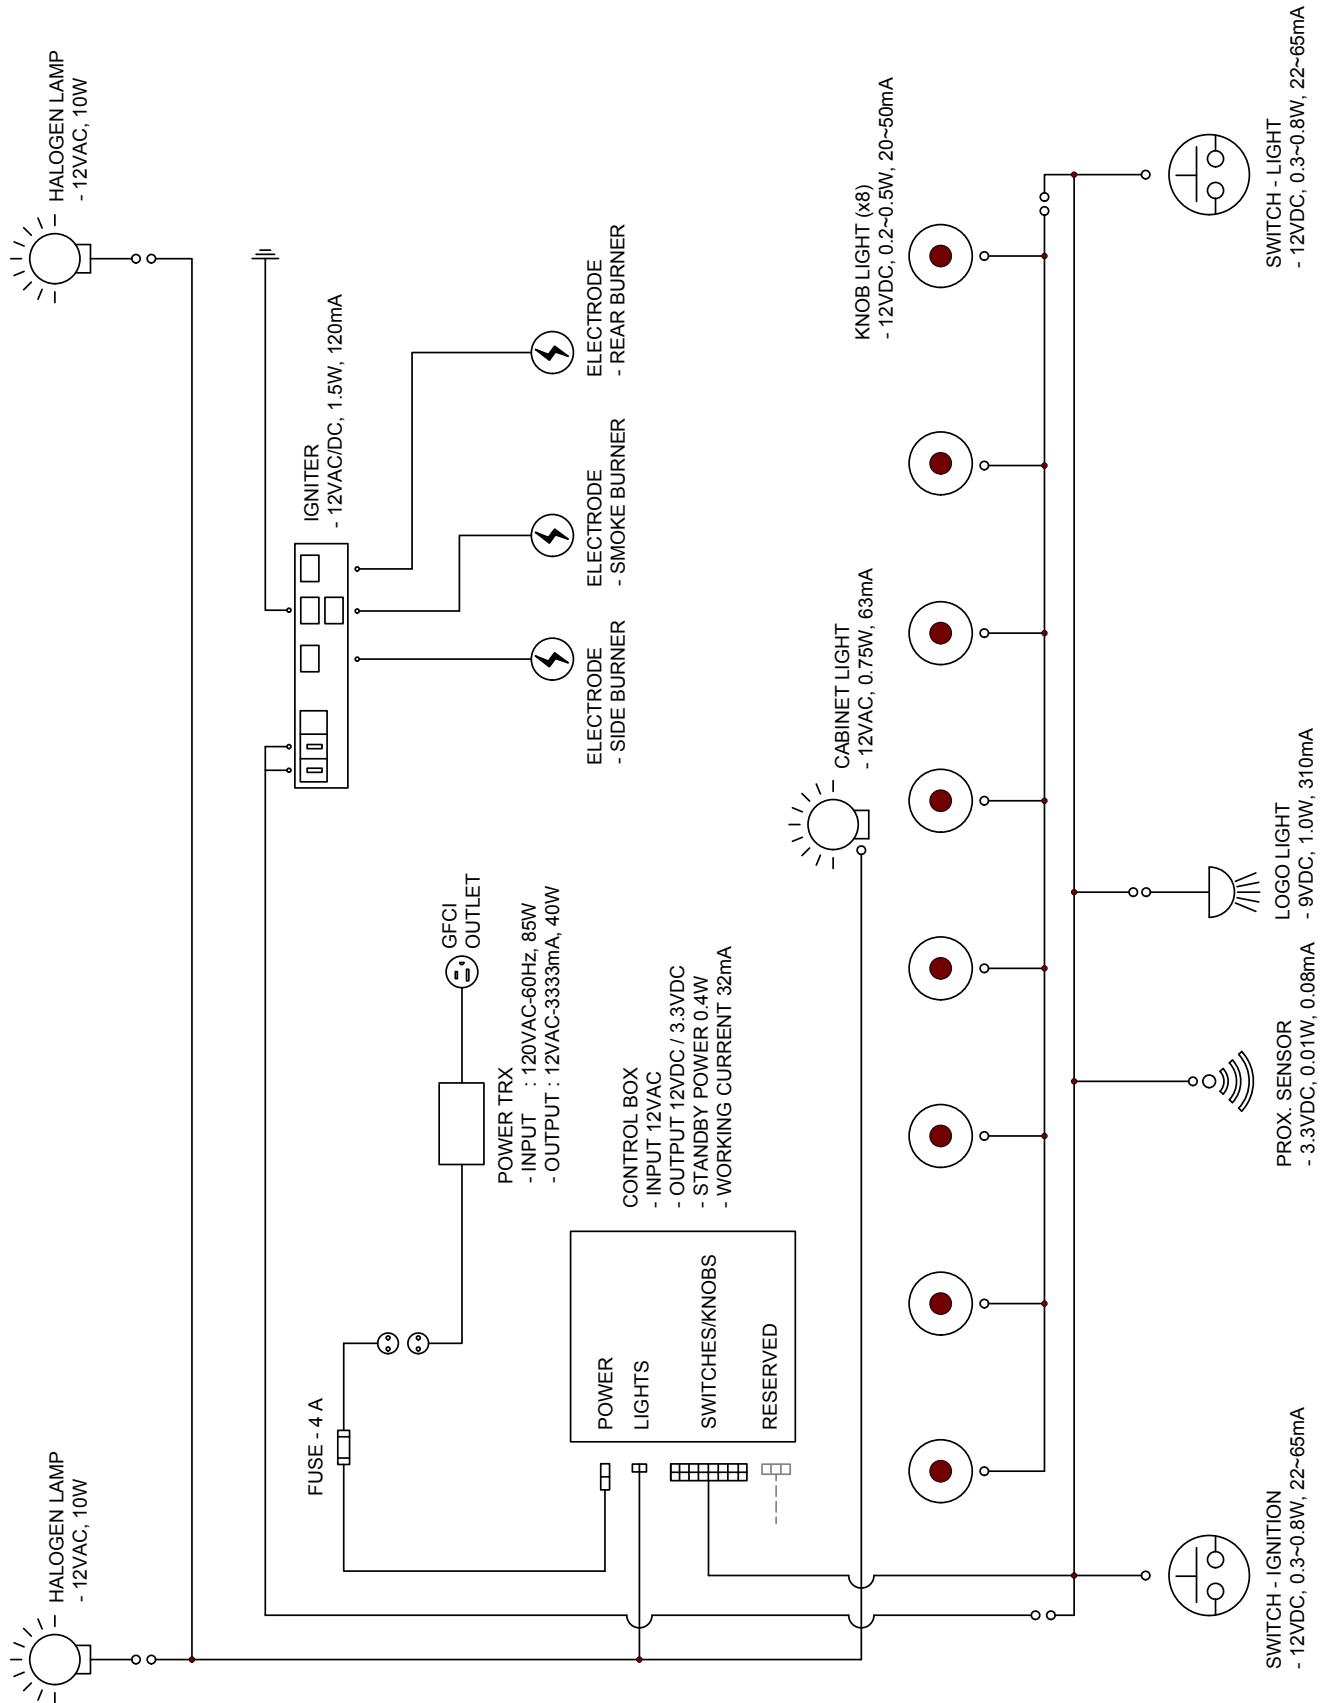 HALOGEN LAMP
- 12VAC, 10W
HALOGEN LAMP
- 12VAC, 10W
FUSE - 4 A
IGNITER
- 12VAC/DC, 1.5W, 120mA
GFCI
OUTLET
POWER TRX
- INPUT : 120VAC-60Hz, 85W
- OUTPUT : 12VAC-3333mA, 40W
ELECTRODE
- SIDE BURNER
ELECTRODE
- SMOKE BURNER
ELECTRODE
- REAR BURNER
CONTROL BOX
- INPUT 12VAC
- OUTPUT 12VDC / 3.3VDC
- STANDBY POWER 0.4W
- WORKING CURRENT 32mA
POWER
LIGHTS
SWITCHES/KNOBS
RESERVED
CABINET LIGHT
- 12VAC, 0.75W, 63mA
KNOB LIGHT (x8)
- 12VDC, 0.2~0.5W, 20~50mA
SWITCH - IGNITION
- 12VDC, 0.3~0.8W, 22~65mA
PROX. SENSOR
- 3.3VDC, 0.01W, 0.08mA
LOGO LIGHT
- 9VDC, 1.0W, 310mA
SWITCH - LIGHT
- 12VDC, 0.3~0.8W, 22~65mA